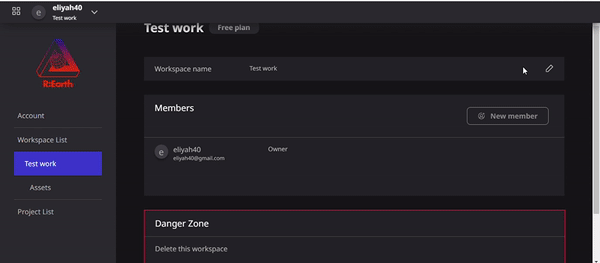 eliyah40
e
Test work
Test work
Free plan
R:Earth
Workspace name
Test work
Account
Members
New member
Workspace List
e
eliyah40
Owner
eliyah40@gmail.com
Test work
Assets
Project List
Danger Zone
Delete this workspace